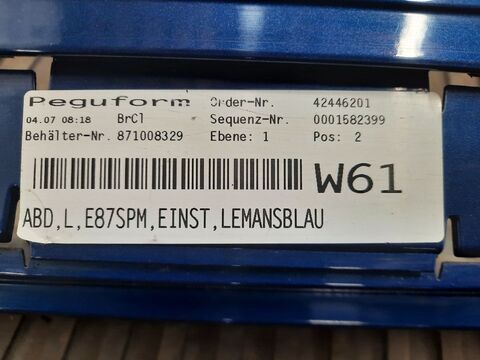 Peguform Order-Nr. 42446201
04.07 08:18 BrCl Sequenz-Nr. 0001582399
Behälter-Nr. 871008329 Ebene: 1 Pos: 2
W61
ABD,L,E87SPM,EINST,LEMANSBLAU